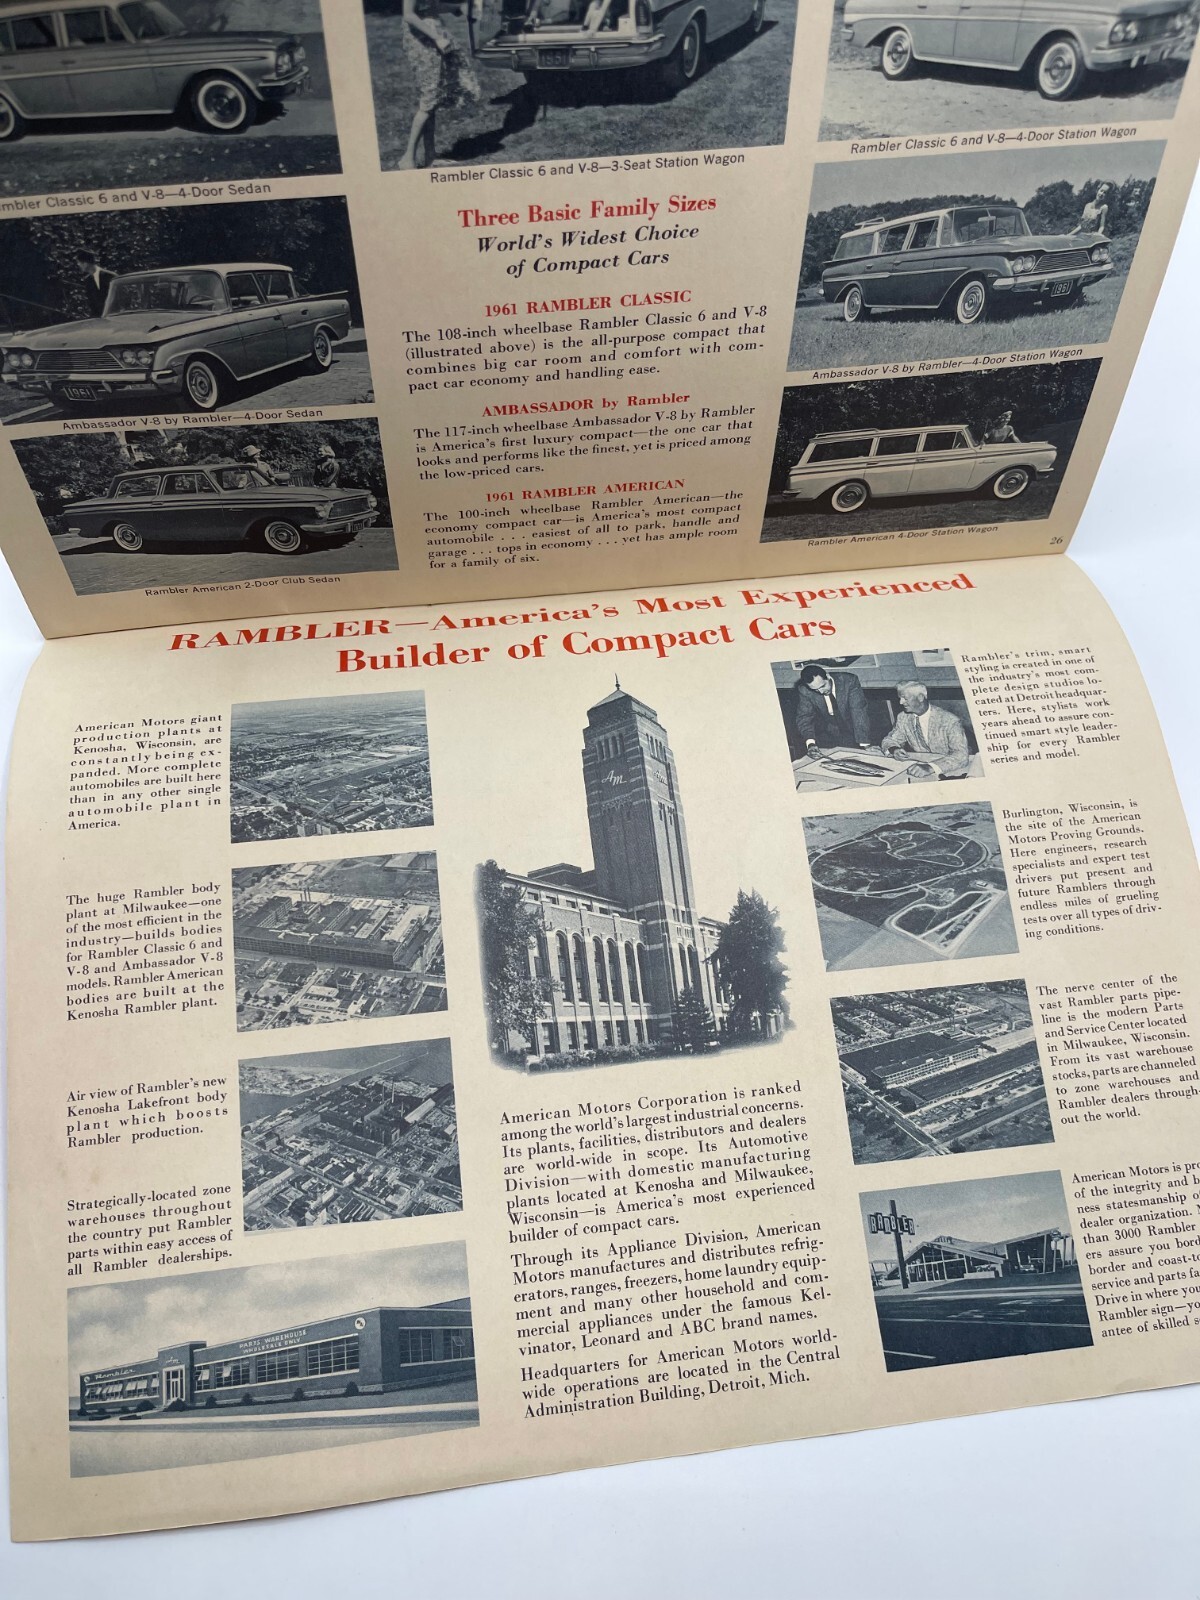 Rambler Classic 6 and V-8—4-Door Sedan
Rambler Classic 6 and V-8—3-Seat Station Wagon
Rambler Classic 6 and V-8—4-Door Station Wagon
1961
Ambassador V-8 by Rambler—4-Door Sedan
1961
Rambler American 2-Door Club Sedan
Three Basic Family Sizes
World's Widest Choice
of Compact Cars
1961 RAMBLER CLASSIC
The 108-inch wheelbase Rambler Classic 6 and V-8
(illustrated above) is the all-purpose compact that
combines big car room and comfort with com-
pact car economy and handling ease.
AMBASSADOR by Rambler
The 117-inch wheelbase Ambassador V-8 by Rambler
is America's first luxury compact—the one car that
looks and performs like the finest, yet is priced among
the low-priced cars.
1961 RAMBLER AMERICAN
The 100-inch wheelbase Rambler American—the
economy compact car—is America's most compact
automobile . . . easiest of all to park, handle and
garage . . . tops in economy . . . yet has ample room
for a family of six.
1961
Ambassador V-8 by Rambler—4-Door Station Wagon
Rambler American 4-Door Station Wagon
26
RAMBLER—America's Most Experienced
Builder of Compact Cars
American Motors giant
production plants at
Kenosha, Wisconsin, are
constantly being ex-
panded. More complete
automobiles are built here
than in any other single
automobile plant in
America.
The huge Rambler body
plant at Milwaukee—one
of the most efficient in the
industry—builds bodies
for Rambler Classic 6 and
V-8 and Ambassador V-8
models. Rambler American
bodies are built at the
Kenosha Rambler plant.
Air view of Rambler's new
Kenosha Lakefront body
plant which boosts
Rambler production.
Strategically-located zone
warehouses throughout
the country put Rambler
parts within easy access of
all Rambler dealerships.
Rambler
PARTS WAREHOUSE
WHOLESALE ONLY
AM
American Motors Corporation is ranked
among the world's largest industrial concerns.
Its plants, facilities, distributors and dealers
are world-wide in scope. Its Automotive
Division—with domestic manufacturing
plants located at Kenosha and Milwaukee,
Wisconsin—is America's most experienced
builder of compact cars.
Through its Appliance Division, American
Motors manufactures and distributes refrig-
erators, ranges, freezers, home laundry equip-
ment and many other household and com-
mercial appliances under the famous Kel-
vinator, Leonard and ABC brand names.
Headquarters for American Motors world-
wide operations are located in the Central
Administration Building, Detroit, Mich.
Rambler's trim, smart
styling is created in one of
the industry's most com-
plete design studios lo-
cated at Detroit headquar-
ters. Here, stylists work
years ahead to assure con-
tinued smart style leader-
ship for every Rambler
series and model.
Burlington, Wisconsin, is
the site of the American
Motors Proving Grounds.
Here engineers, research
specialists and expert test
drivers put present and
future Ramblers through
endless miles of grueling
tests over all types of driv-
ing conditions.
The nerve center of the
vast Rambler parts pipe-
line is the modern Parts
and Service Center located
in Milwaukee, Wisconsin.
From its vast warehouse
stocks, parts are channeled
to zone warehouses and
Rambler dealers through-
out the world.
RAMBLER
American Motors is
of the integrity and
ness statesmanship
dealer organization.
than 3000 Rambler
ers assure you
border and
service and parts
Drive in where
Rambler sign—
antee of skilled